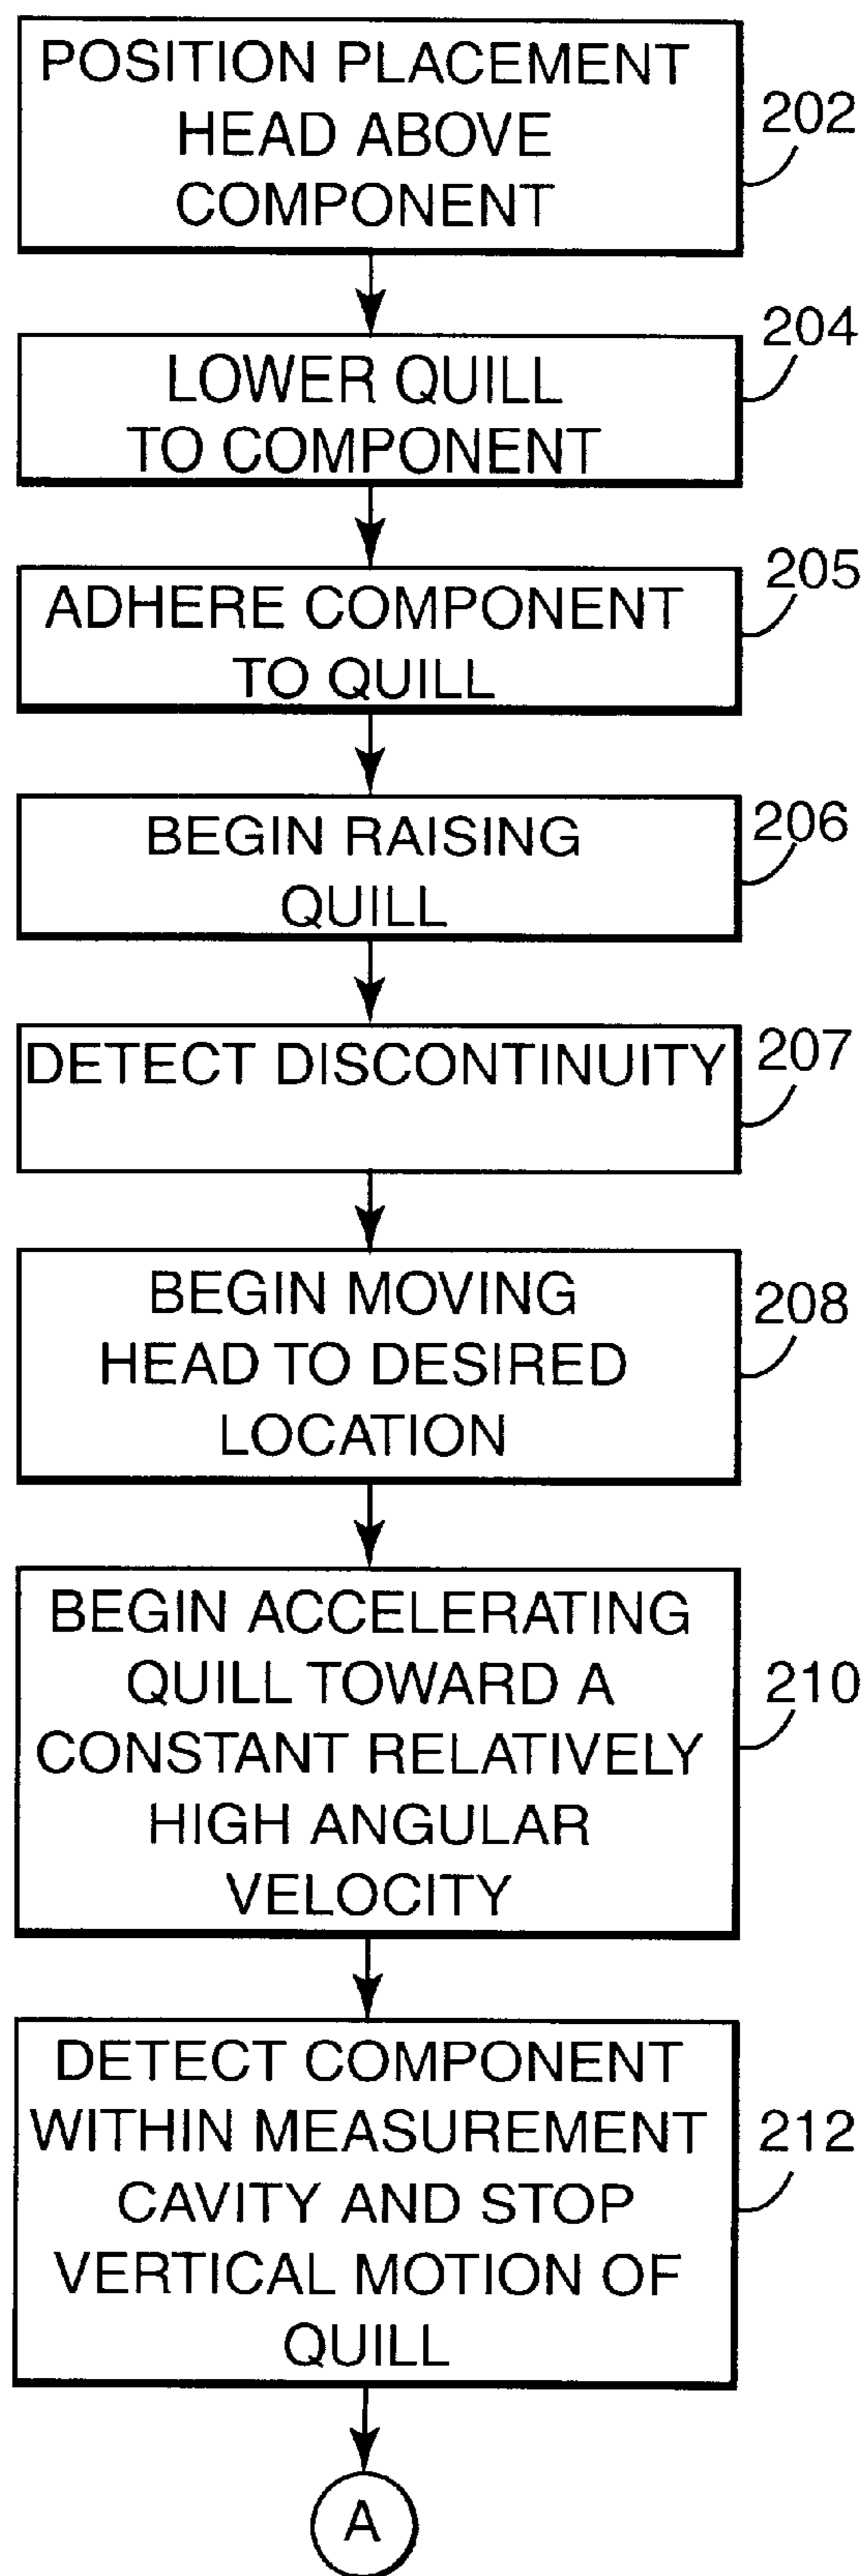 POSITION PLACEMENT
HEAD ABOVE
COMPONENT
202
LOWER QUILL
TO COMPONENT
204
ADHERE COMPONENT
TO QUILL
205
BEGIN RAISING
QUILL
206
DETECT DISCONTINUITY
207
BEGIN MOVING
HEAD TO DESIRED
LOCATION
208
BEGIN ACCELERATING
QUILL TOWARD A
CONSTANT RELATIVELY
HIGH ANGULAR
VELOCITY
210
DETECT COMPONENT
WITHIN MEASUREMENT
CAVITY AND STOP
VERTICAL MOTION OF
QUILL
212
A